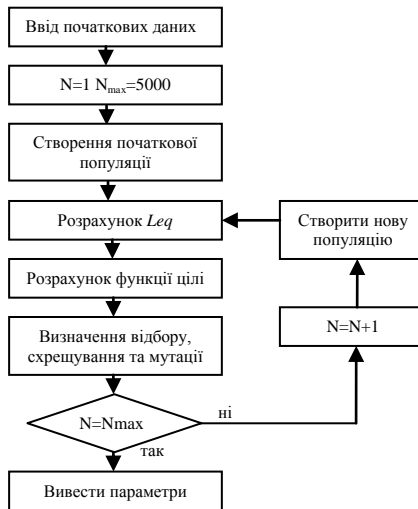 Ввід початкових даних
N=1 Nmax=5000
Створення початкової
популяції
Розрахунок Leq
Створити нову
популяцію
Розрахунок функції цілі
Визначення відбору,
схрещування та мутації
N=N+1
N=Nmax
ні
так
Вивести параметри